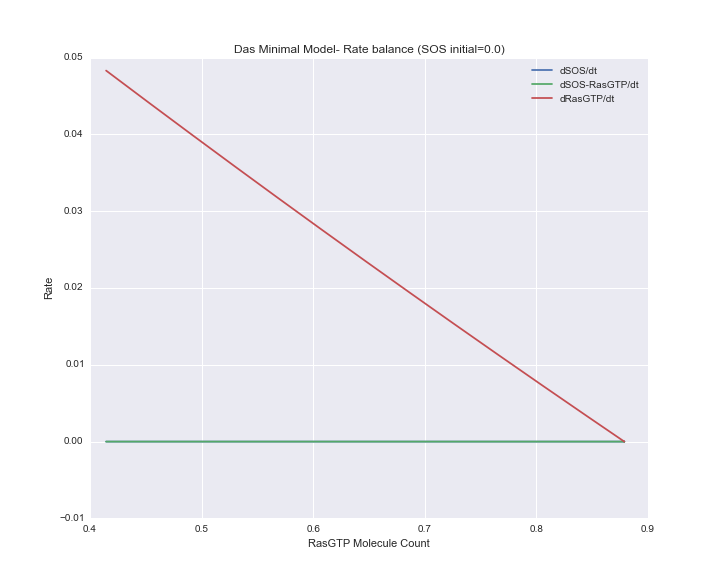 Das Minimal Model- Rate balance (SOS initial=0.0)
dSOS/dt
dSOS-RasGTP/dt
dRasGTP/dt
0.05
0.04
0.03
0.02
0.01
0.00
−0.01
Rate
0.4 0.5 0.6 0.7 0.8 0.9
RasGTP Molecule Count